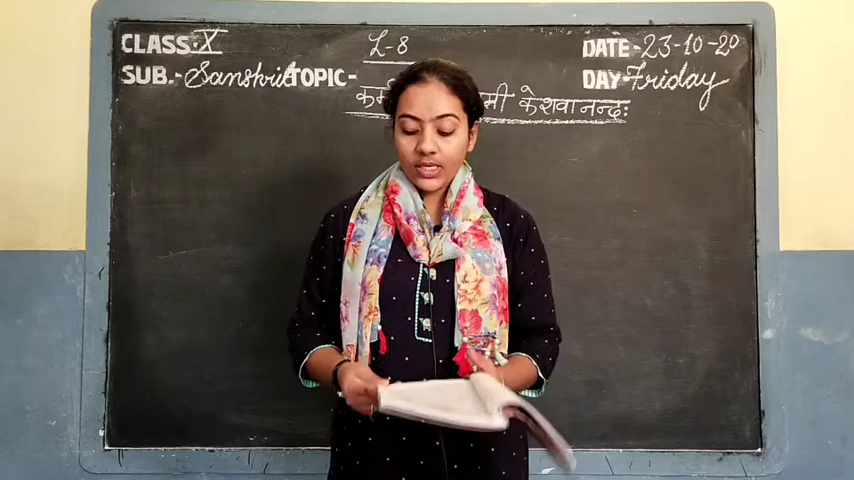 CLASS:- X L-8 DATE:- 23-10-20
SUB.- Sanskrit TOPIC - DAY - Friday
केशवानन्दः